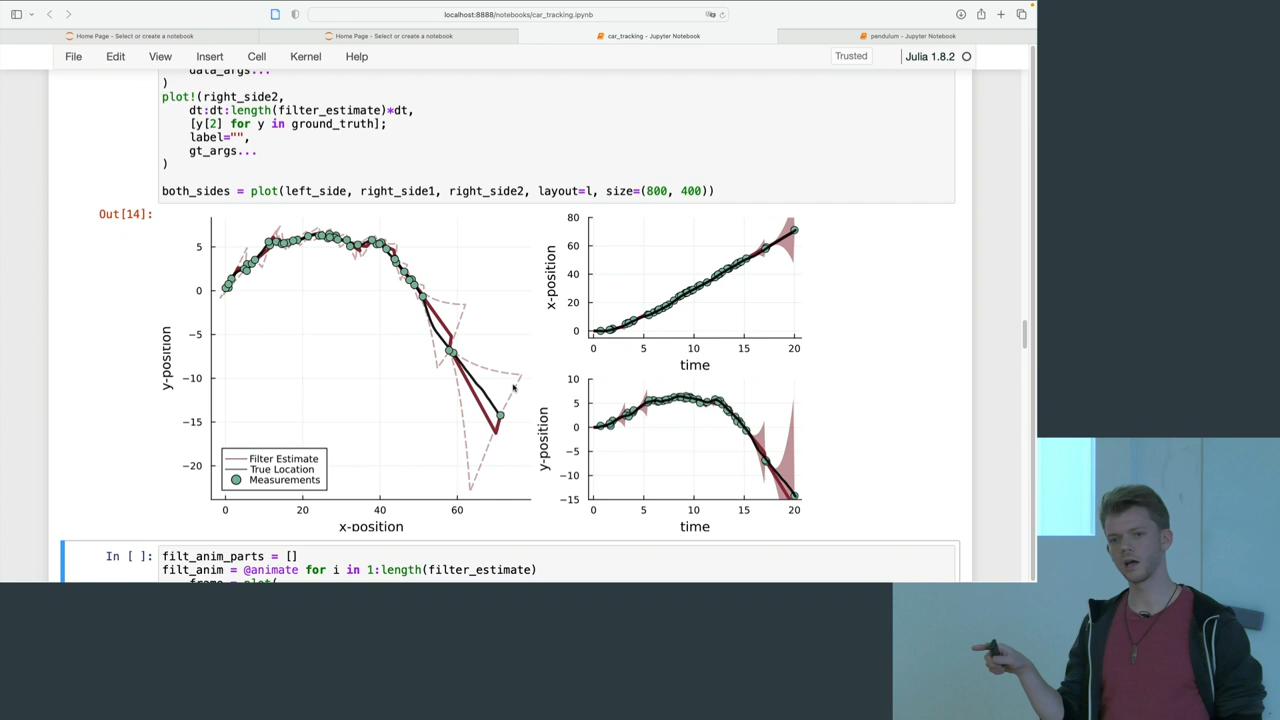 localhost:8888/notebooks/car_tracking.ipynb
Home Page - Select or create a notebook
Home Page - Select or create a notebook
car_tracking - Jupyter Notebook
pendulum - Jupyter Notebook
File Edit View Insert Cell Kernel Help
Trusted
Julia 1.8.2
data_args...
)
plot!(right_side2,
dt:dt:length(filter_estimate)*dt,
[y[2] for y in ground_truth];
label="",
gt_args...
)
both_sides = plot(left_side, right_side1, right_side2, layout=l, size=(800, 400))
Out[14]:
5
0
−5
−10
−15
−20
y-position
0 20 40 60
x-position
Filter Estimate
True Location
Measurements
80
60
40
20
0
x-position
0 5 10 15 20
time
10
5
0
−5
−10
−15
y-position
0 5 10 15 20
time
In [ ]:
filt_anim_parts = []
filt_anim = @animate for i in 1:length(filter_estimate)
frame = plot(